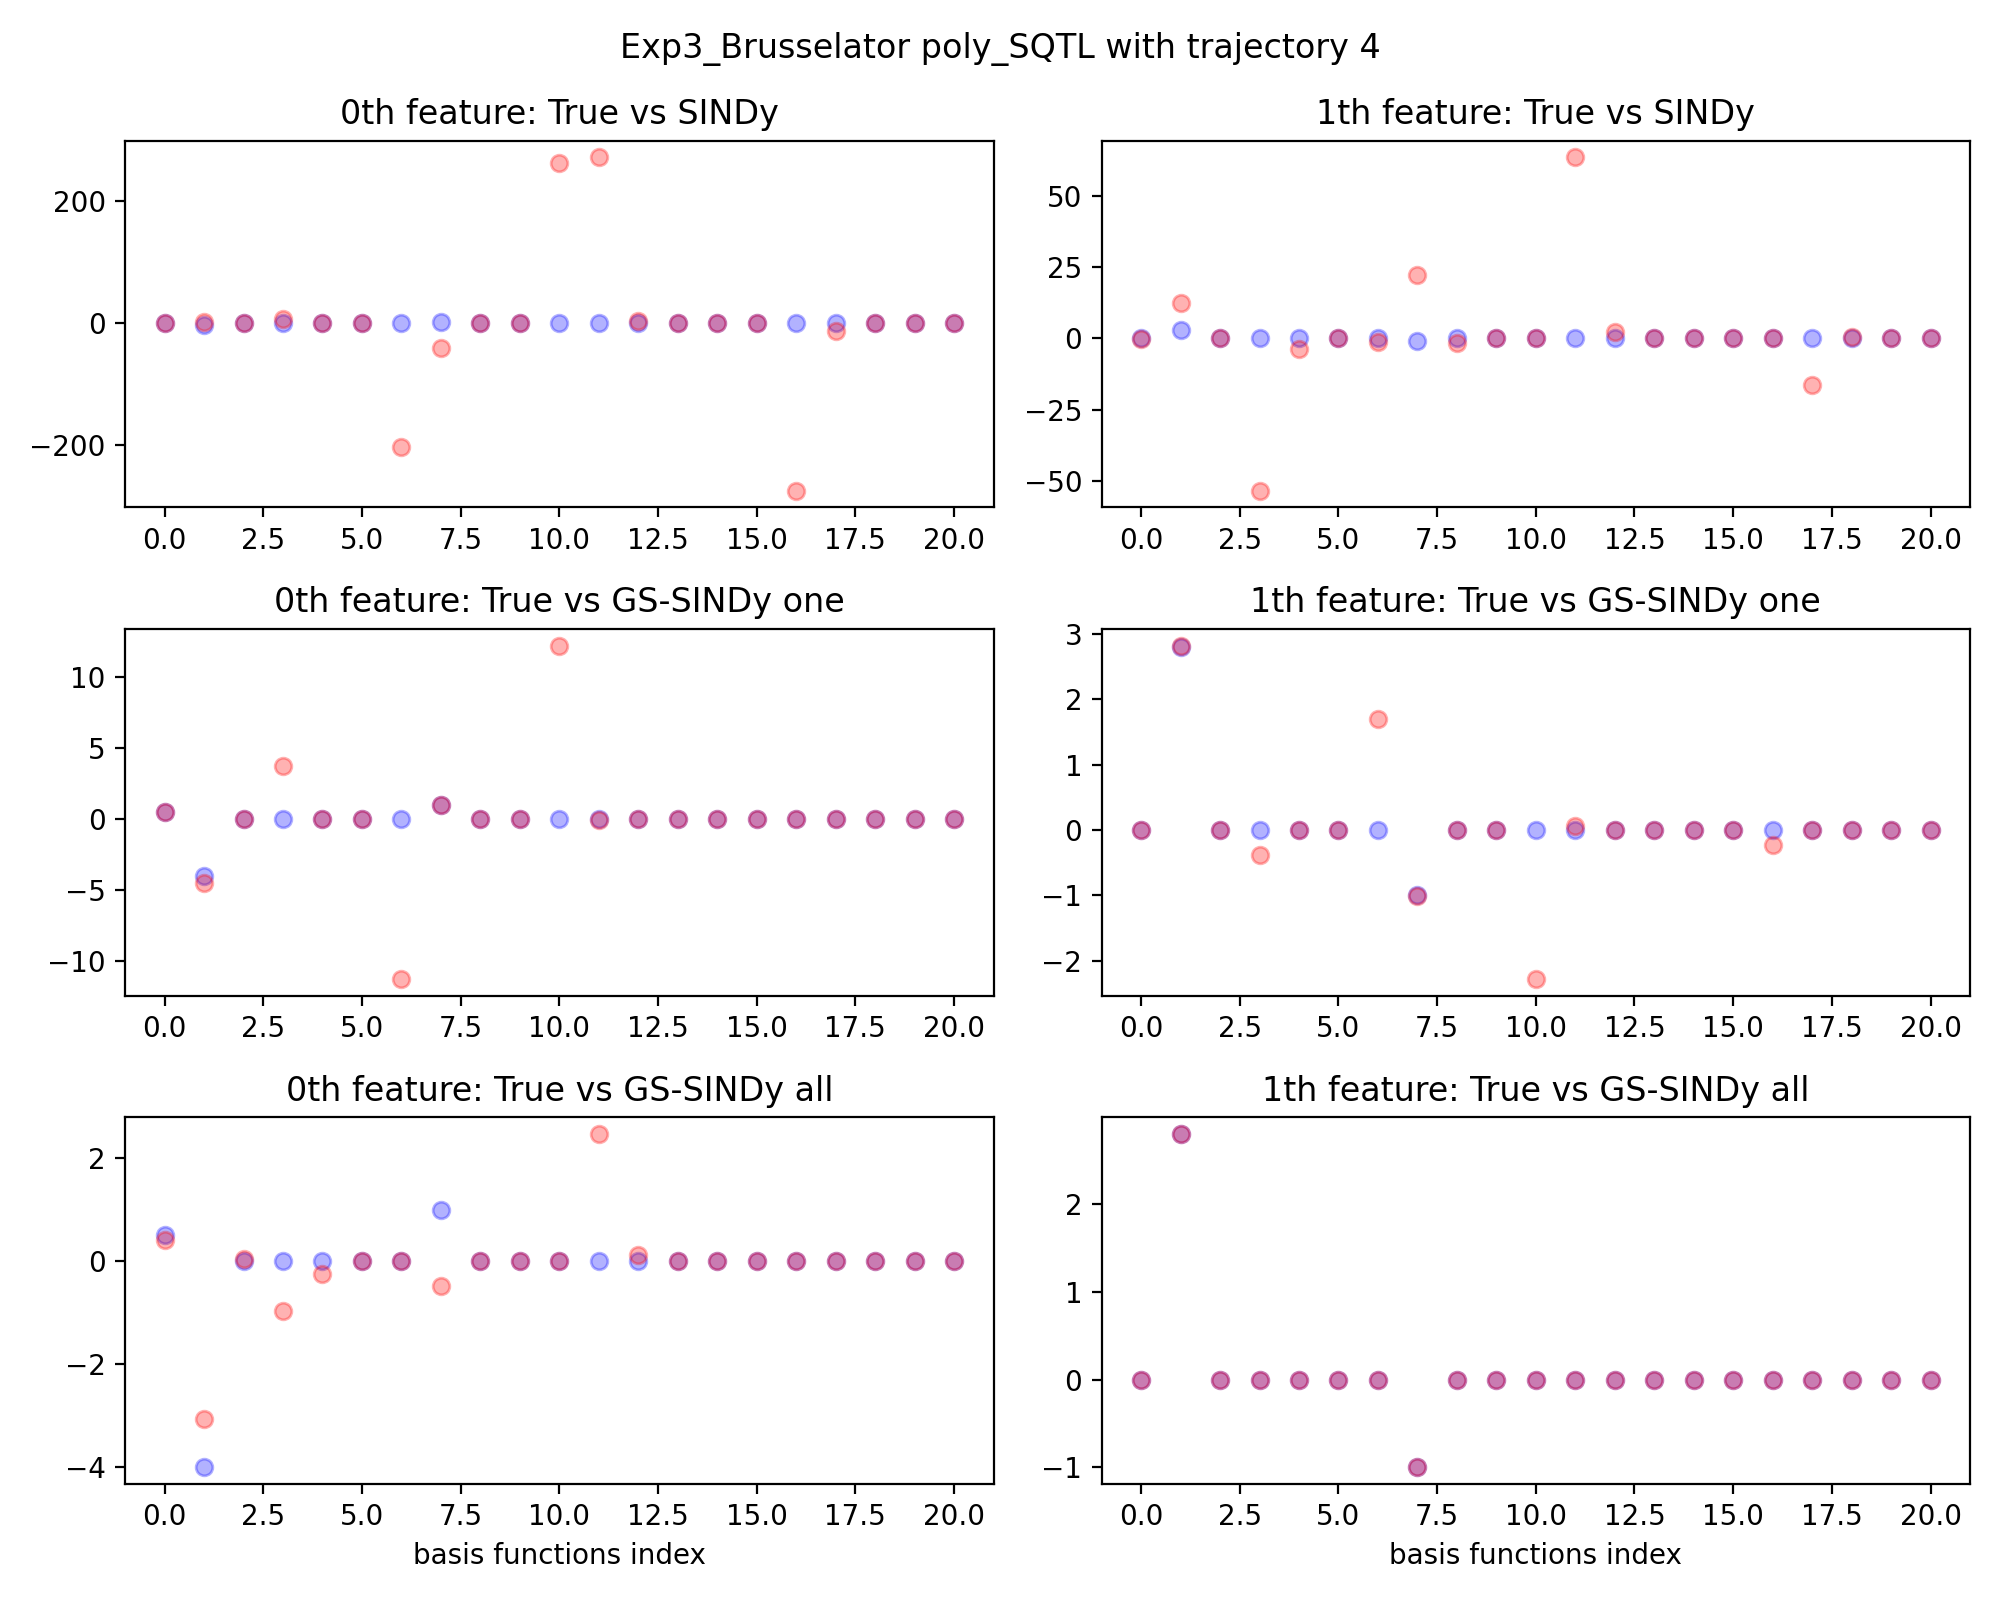 Exp3_Brusselator poly_SQTL with trajectory 4
0th feature: True vs SINDy
200
0
−200
0.0 2.5 5.0 7.5 10.0 12.5 15.0 17.5 20.0
1th feature: True vs SINDy
50
25
0
−25
−50
0.0 2.5 5.0 7.5 10.0 12.5 15.0 17.5 20.0
0th feature: True vs GS-SINDy one
10
5
0
−5
−10
0.0 2.5 5.0 7.5 10.0 12.5 15.0 17.5 20.0
1th feature: True vs GS-SINDy one
3
2
1
0
−1
−2
0.0 2.5 5.0 7.5 10.0 12.5 15.0 17.5 20.0
0th feature: True vs GS-SINDy all
2
0
−2
−4
0.0 2.5 5.0 7.5 10.0 12.5 15.0 17.5 20.0
basis functions index
1th feature: True vs GS-SINDy all
2
1
0
−1
0.0 2.5 5.0 7.5 10.0 12.5 15.0 17.5 20.0
basis functions index